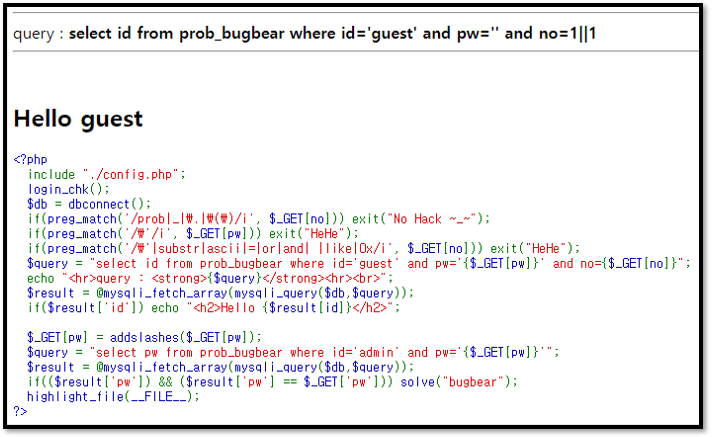 query : select id from prob_bugbear where id='guest' and pw='' and no=1||1
Hello guest
<?php
  include "./config.php";
  login_chk();
  $db = dbconnect();
  if(preg_match('/prob|_|₩.|₩(₩)/i', $_GET[no])) exit("No Hack ~_~");
  if(preg_match('/₩'/i', $_GET[pw])) exit("HeHe");
  if(preg_match('/₩'|substr|ascii|=|or|and| |like|0x/i', $_GET[no])) exit("HeHe");
  $query = "select id from prob_bugbear where id='guest' and pw='{$_GET[pw]}' and no={$_GET[no]}";
  echo "<hr>query : <strong>{$query}</strong><hr><br>";
  $result = @mysqli_fetch_array(mysqli_query($db,$query));
  if($result['id']) echo "<h2>Hello {$result[id]}</h2>";
  $_GET[pw] = addslashes($_GET[pw]);
  $query = "select pw from prob_bugbear where id='admin' and pw='{$_GET[pw]}'";
  $result = @mysqli_fetch_array(mysqli_query($db,$query));
  if(($result['pw']) && ($result['pw'] == $_GET['pw'])) solve("bugbear");
  highlight_file(__FILE__);
?>